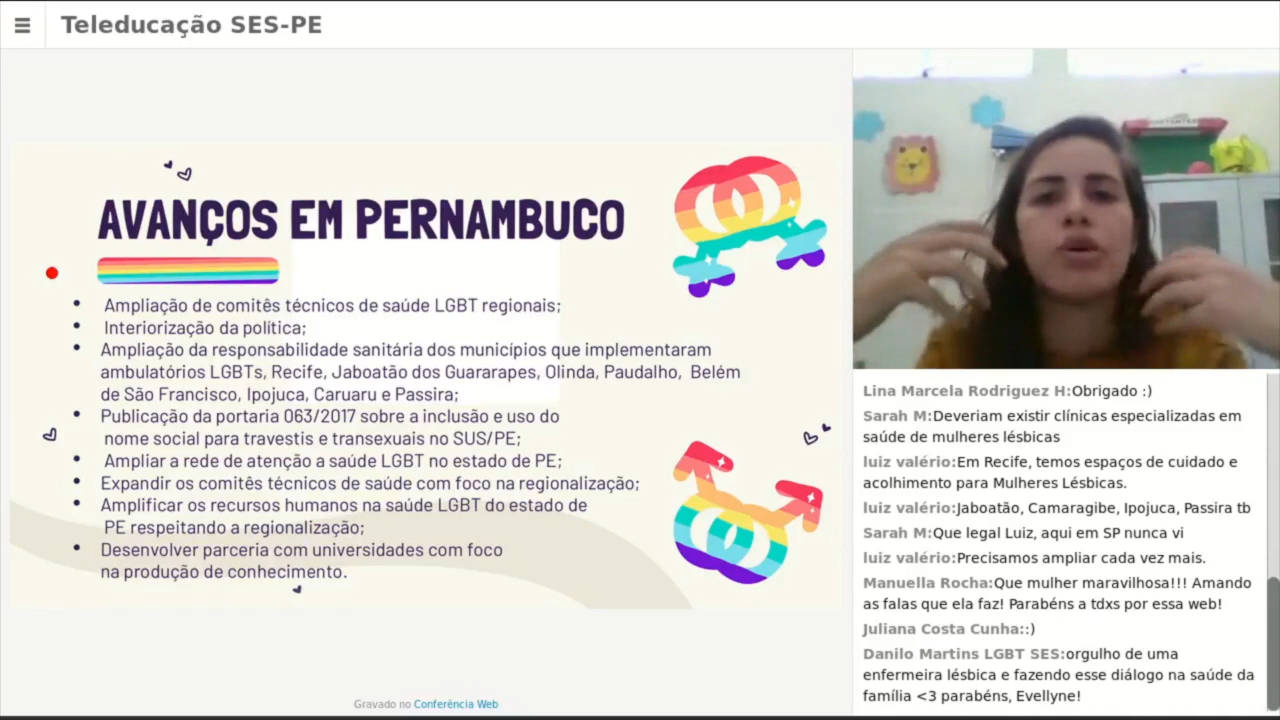 Teleducação SES-PE
AVANÇOS EM PERNAMBUCO
• Ampliação de comitês técnicos de saúde LGBT regionais;
• Interiorização da política;
• Ampliação da responsabilidade sanitária dos municípios que implementaram
ambulatórios LGBTs, Recife, Jaboatão dos Guararapes, Olinda, Paudalho, Belém
de São Francisco, Ipojuca, Caruaru e Passira;
• Publicação da portaria 063/2017 sobre a inclusão e uso do
nome social para travestis e transexuais no SUS/PE;
• Ampliar a rede de atenção a saúde LGBT no estado de PE;
• Expandir os comitês técnicos de saúde com foco na regionalização;
• Amplificar os recursos humanos na saúde LGBT do estado de
PE respeitando a regionalização;
• Desenvolver parceria com universidades com foco
na produção de conhecimento.
Gravado no Conferência Web
Lina Marcela Rodriguez H:Obrigado :)
Sarah M:Deveriam existir clínicas especializadas em
saúde de mulheres lésbicas
luiz valério:Em Recife, temos espaços de cuidado e
acolhimento para Mulheres Lésbicas.
luiz valério:Jaboatão, Camaragibe, Ipojuca, Passira tb
Sarah M:Que legal Luiz, aqui em SP nunca vi
luiz valério:Precisamos ampliar cada vez mais.
Manuella Rocha:Que mulher maravilhosa!!! Amando
as falas que ela faz! Parabéns a tdxs por essa web!
Juliana Costa Cunha::)
Danilo Martins LGBT SES:orgulho de uma
enfermeira lésbica e fazendo esse diálogo na saúde da
família <3 parabéns, Evellyne!